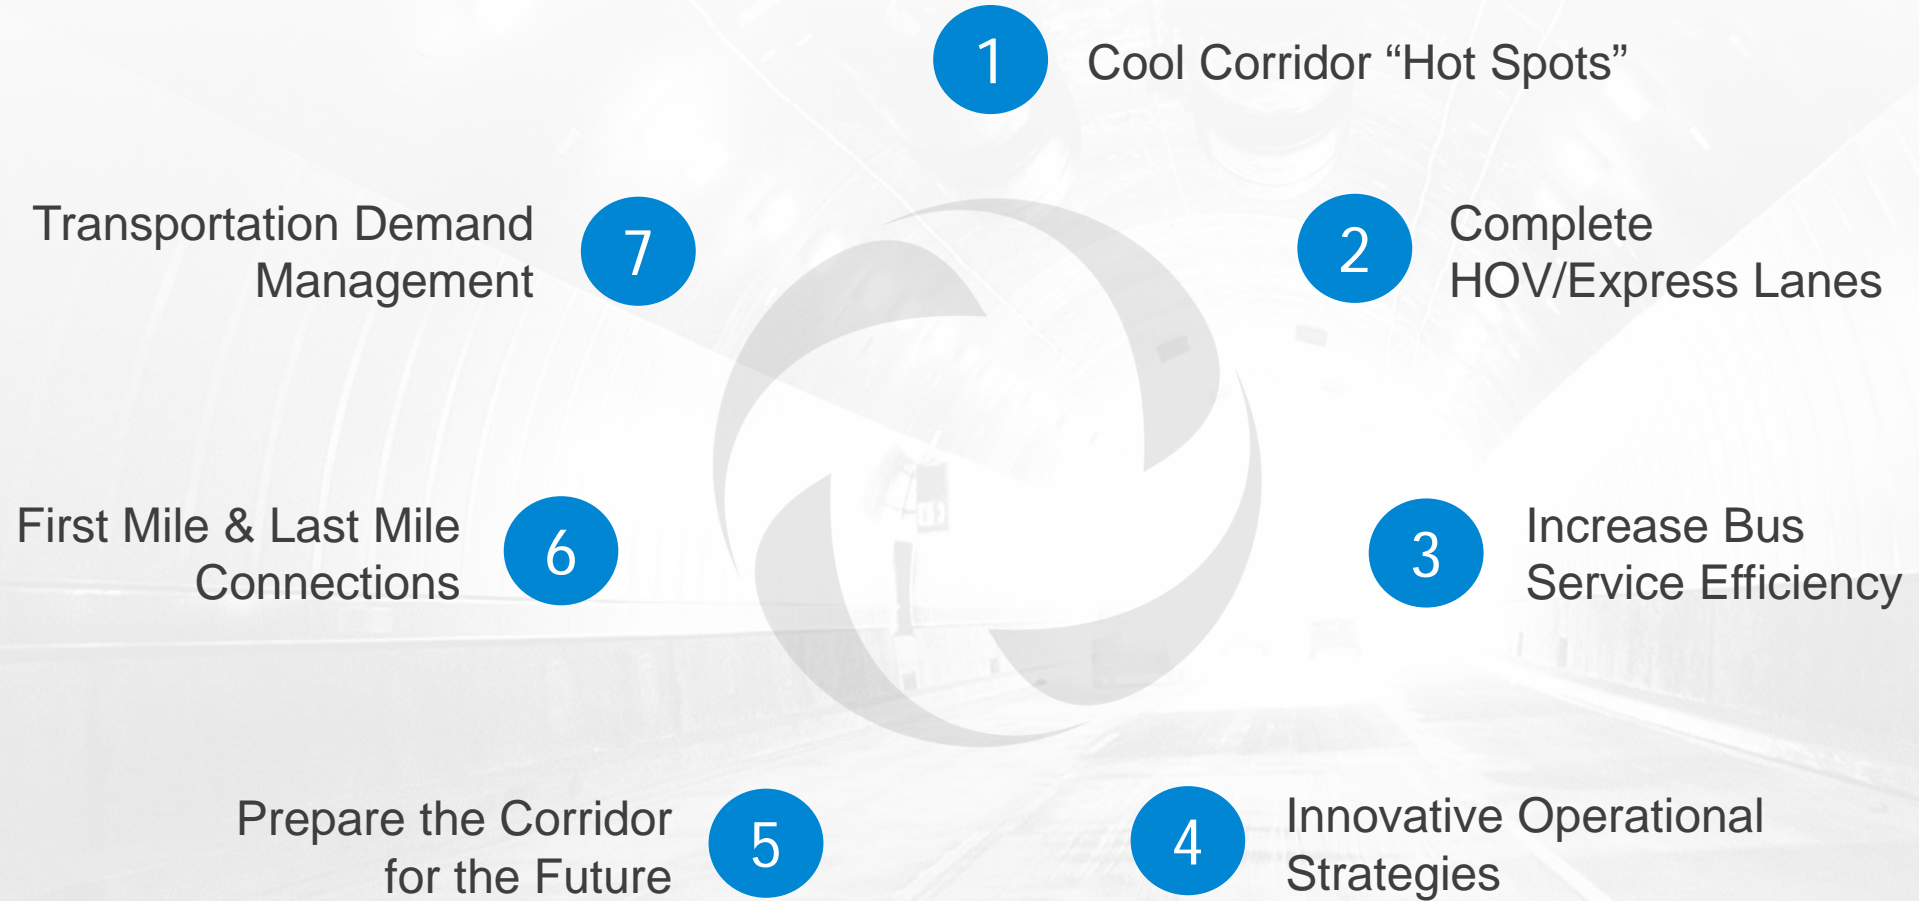 1
Cool Corridor “Hot Spots”
2
Complete
HOV/Express Lanes
3
Increase Bus
Service Efficiency
4
Innovative Operational
Strategies
5
Prepare the Corridor
for the Future
6
First Mile & Last Mile
Connections
7
Transportation Demand
Management